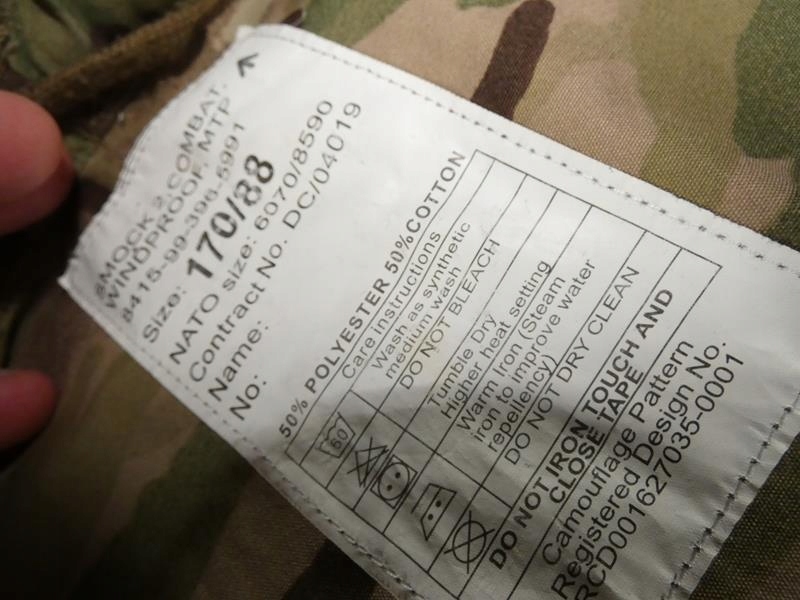 SMOCK 2 COMBAT.
WINDPROOF MTP
8415-99-396-5991
Size: 170/88
NATO size: 6070/8590
Contract No. DC/04019
Name:
No:
50% POLYESTER 50%COTTON
Care instructions
Wash as synthetic
medium wash
DO NOT BLEACH
Tumble Dry
Higher heat setting
Warm Iron (Steam
iron to improve water
repellency)
DO NOT DRY CLEAN
DO NOT IRON TOUCH AND
CLOSE TAPE
Camouflage Pattern
Registered Design No.
RCD001627035-0001
60